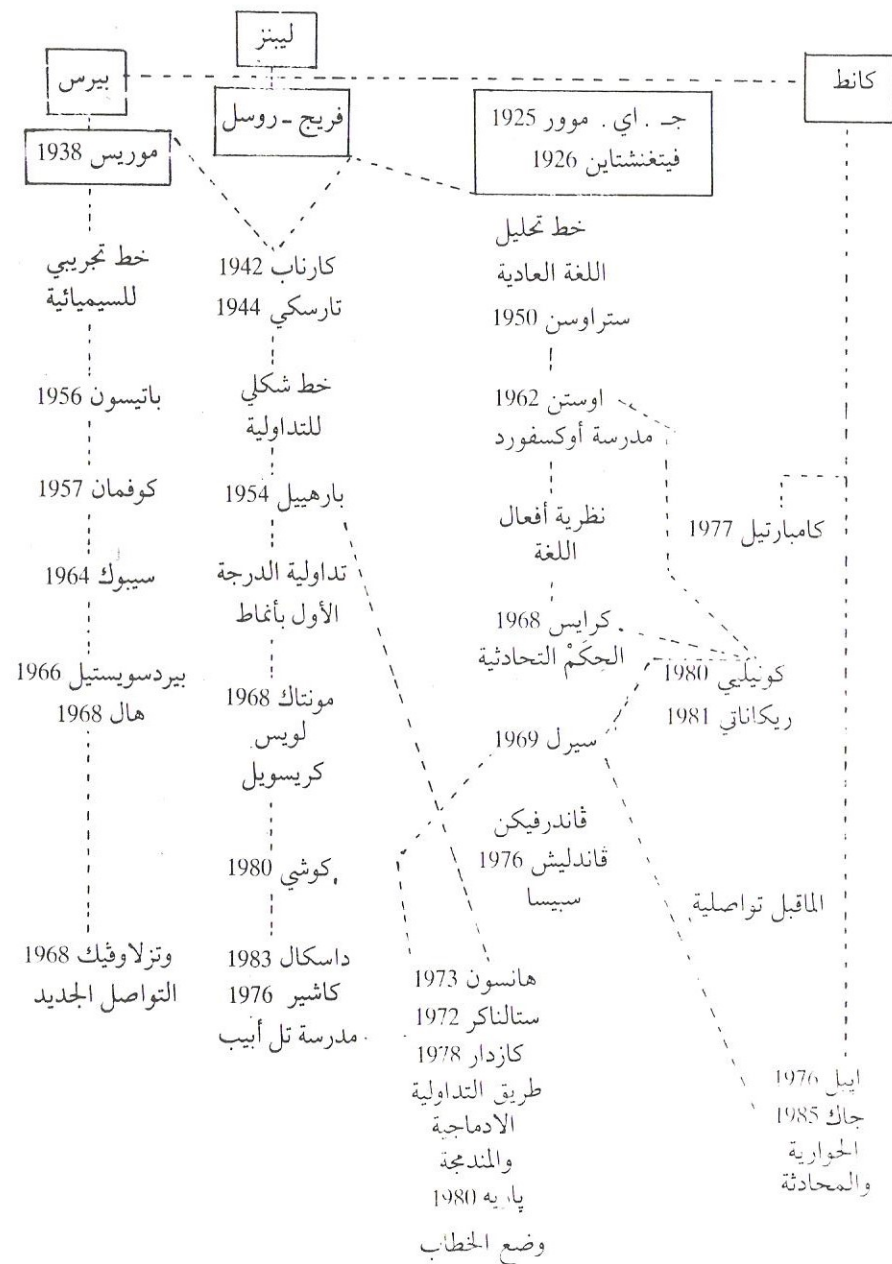 ليبنز
كانط
بيرس
جـ . اي . موور 1925
فيتغنشتاين 1926
فريج - روسل
موريس 1938
خط تحليل
اللغة العادية
ستراوسن 1950
اوستن 1962
مدرسة أوكسفورد
نظرية أفعال
اللغة
كرايس 1968
الحِكَمْ التحادثية
سيرل 1969
ڤاندرفيكن
ڤاندليش 1976
سبيسا
كامبارتيل 1977
كونيليي 1980
ريكاناتي 1981
الماقبل تواصلية
ايبل 1976
جاك 1985
الحوارية
والمحادثة
كارناب 1942
تارسكي 1944
خط شكلي
للتداولية
بارهييل 1954
تداولية الدرجة
الأول بأنماط
مونتاك 1968
لويس
كريسويل
كوشي 1980
داسكال 1983
كاشير 1976
مدرسة تل أبيب
هانسون 1973
ستالناكر 1972
كازدار 1978
طريق التداولية
الادماجية
والمندمجة
پاريه 1980
وضع الخطاب
خط تجريبي
للسيميائية
باتيسون 1956
كوفمان 1957
سيبوك 1964
بيردسويستيل 1966
هال 1968
وتزلاوڤيك 1968
التواصل الجديد